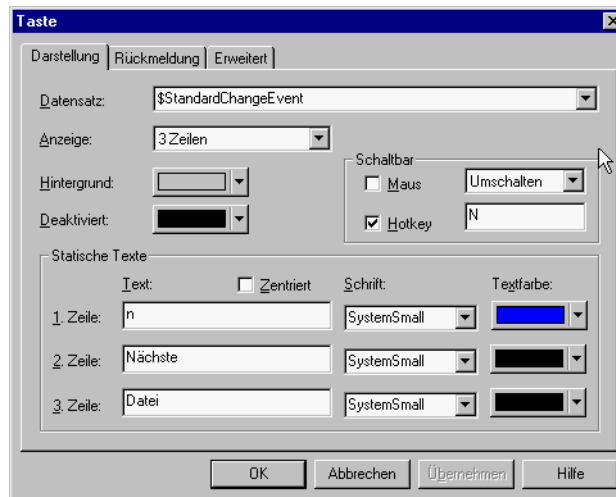 Taste
Darstellung Rückmeldung Erweitert
Datensatz: $StandardChangeEvent
Anzeige: 3 Zeilen
Schaltbar
Hintergrund: Maus Umschalten
Deaktiviert: Hotkey N
Statische Texte
Text: Zentriert Schrift: Textfarbe:
1. Zeile: n SystemSmall
2. Zeile: Nächste SystemSmall
3. Zeile: Datei SystemSmall
OK Abbrechen Übernehmen Hilfe